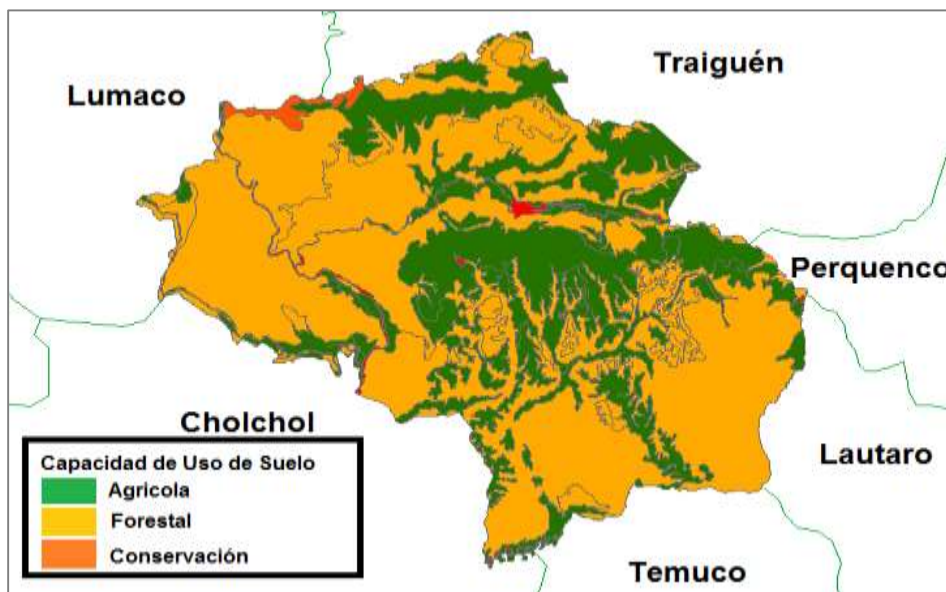 Traiguén
Lumaco
Perquenco
Cholchol
Lautaro
Temuco
Capacidad de Uso de Suelo
Agricola
Forestal
Conservación